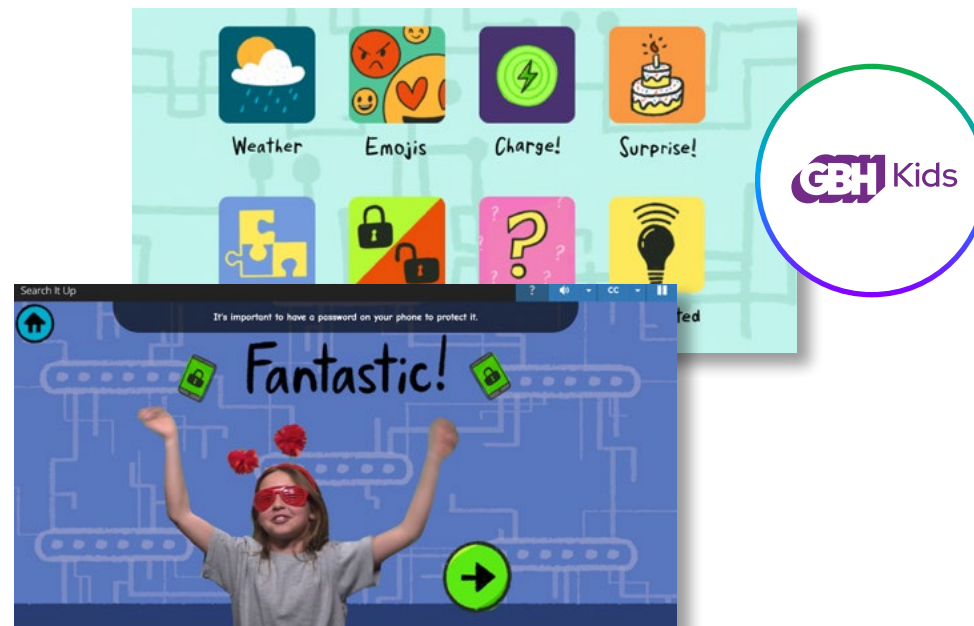 Weather
Emojis
Charge!
Surprise!
GBH Kids
Search It Up
?
CC
ted
It's important to have a password on your phone to protect it.
Fantastic!